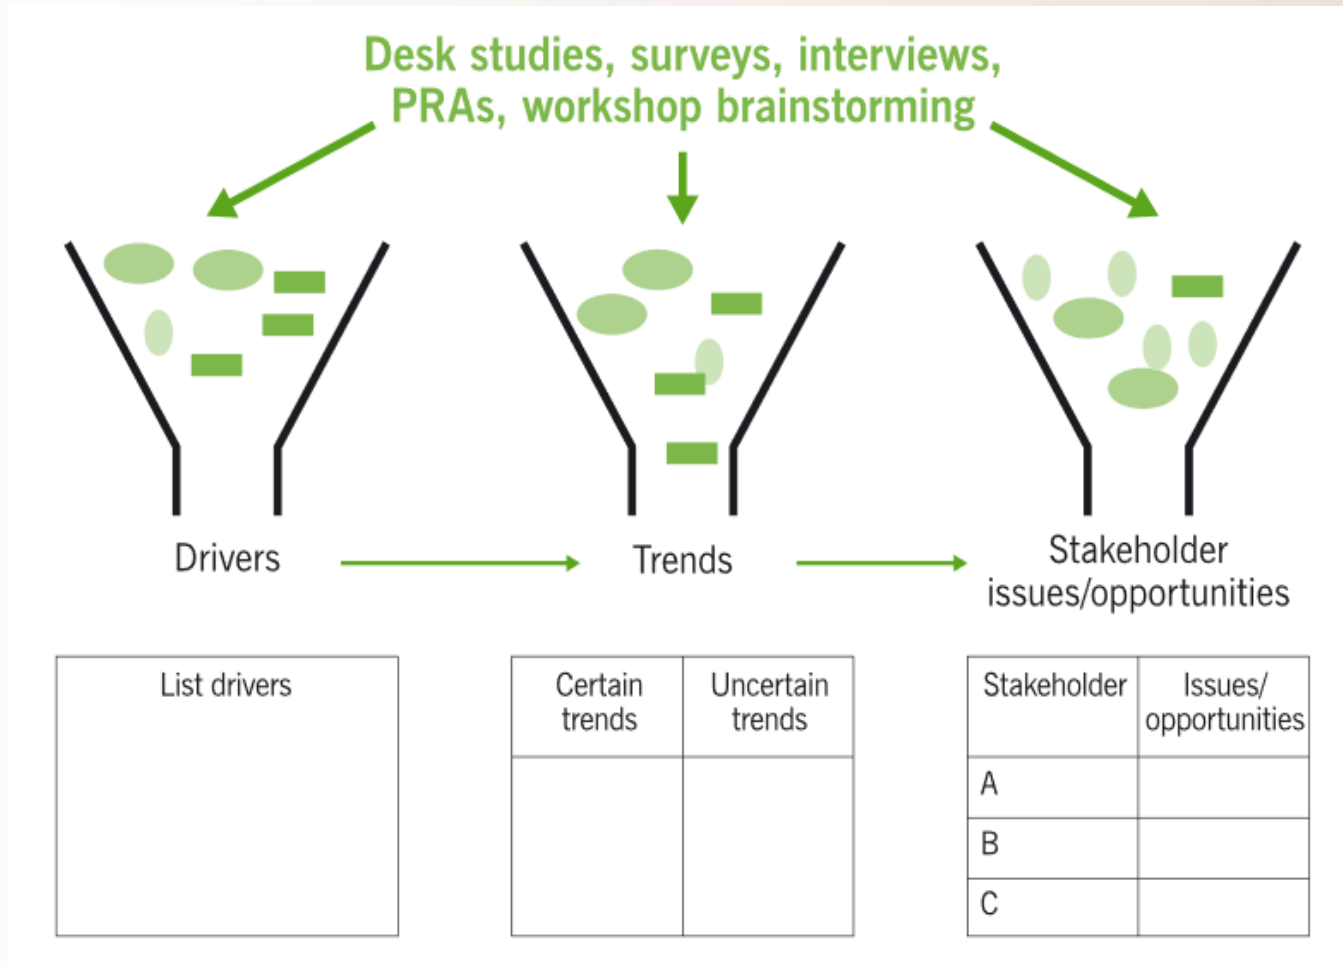 Desk studies, surveys, interviews,
PRAs, workshop brainstorming
Drivers
Trends
Stakeholder
issues/opportunities
List drivers
Certain
trends
Uncertain
trends
Stakeholder
Issues/
opportunities
A
B
C